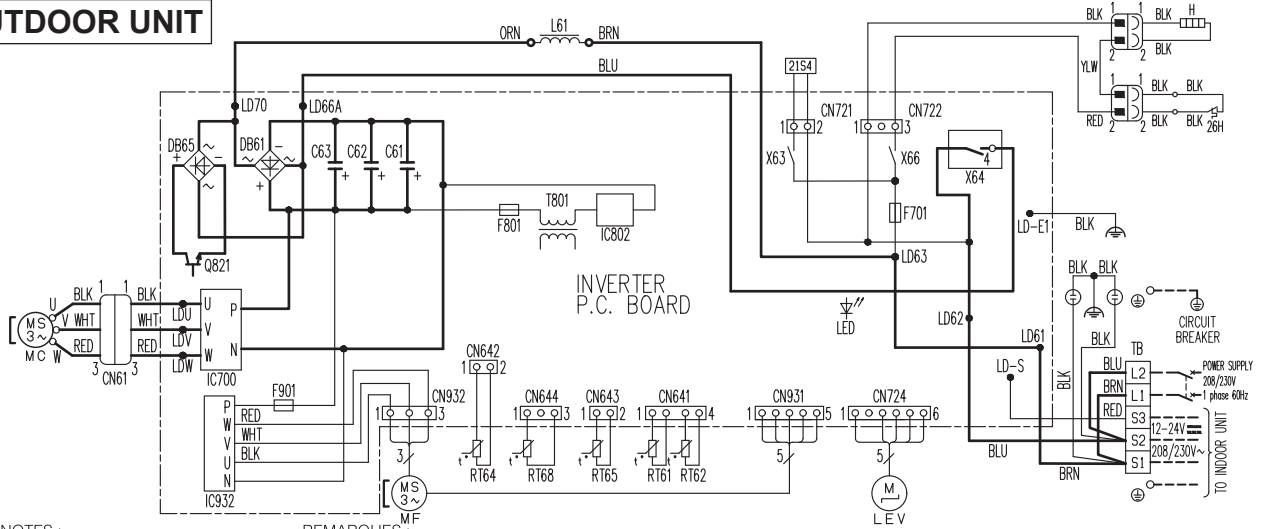 UTDOOR UNIT
ORN L61 BRN
BLU
BLK 1 1 BLK H
BLK
2 2
YLW
1 1 BLK BLK
RED 2 2 BLK BLK 26H
21S4
LD70 LD66A
CN721 CN722
1 2 1 3
DB65 ~ + - ~
DB61 - ~ ~ +
C63 C62 C61
+ + +
X63 X66
4
X64
T801
F801 IC802
F701
LD-E1 BLK
Q821
LD63
INVERTER
P.C. BOARD
LED
BLK BLK
CIRCUIT
BREAKER
1 1
U BLK BLK U P
V WHT WHT V
W RED RED W N
LDU
LDV
LDW
MS
3~
MC
3 3
CN61
IC700
LD62
LD61
LD-S
BLK
BLK
TB
BLU L2
BRN L1
RED S3
S2
S1
POWER SUPPLY
208/230V
1 phase 60Hz
12-24V
208/230V~
TO INDOOR UNIT
BLU
BRN
F901
P
W RED
V WHT
U BLK
N
IC932
CN932
1 3
1
3
MS
3~
MF
CN642
1 2
CN644
1 3
CN643
1 2
CN641
1 4
CN931
1 5
CN724
1 6
t° t° t° t° t°
RT64 RT68 RT65 RT61 RT62
5 5
M
LEV
NOTES : REMARQUES :